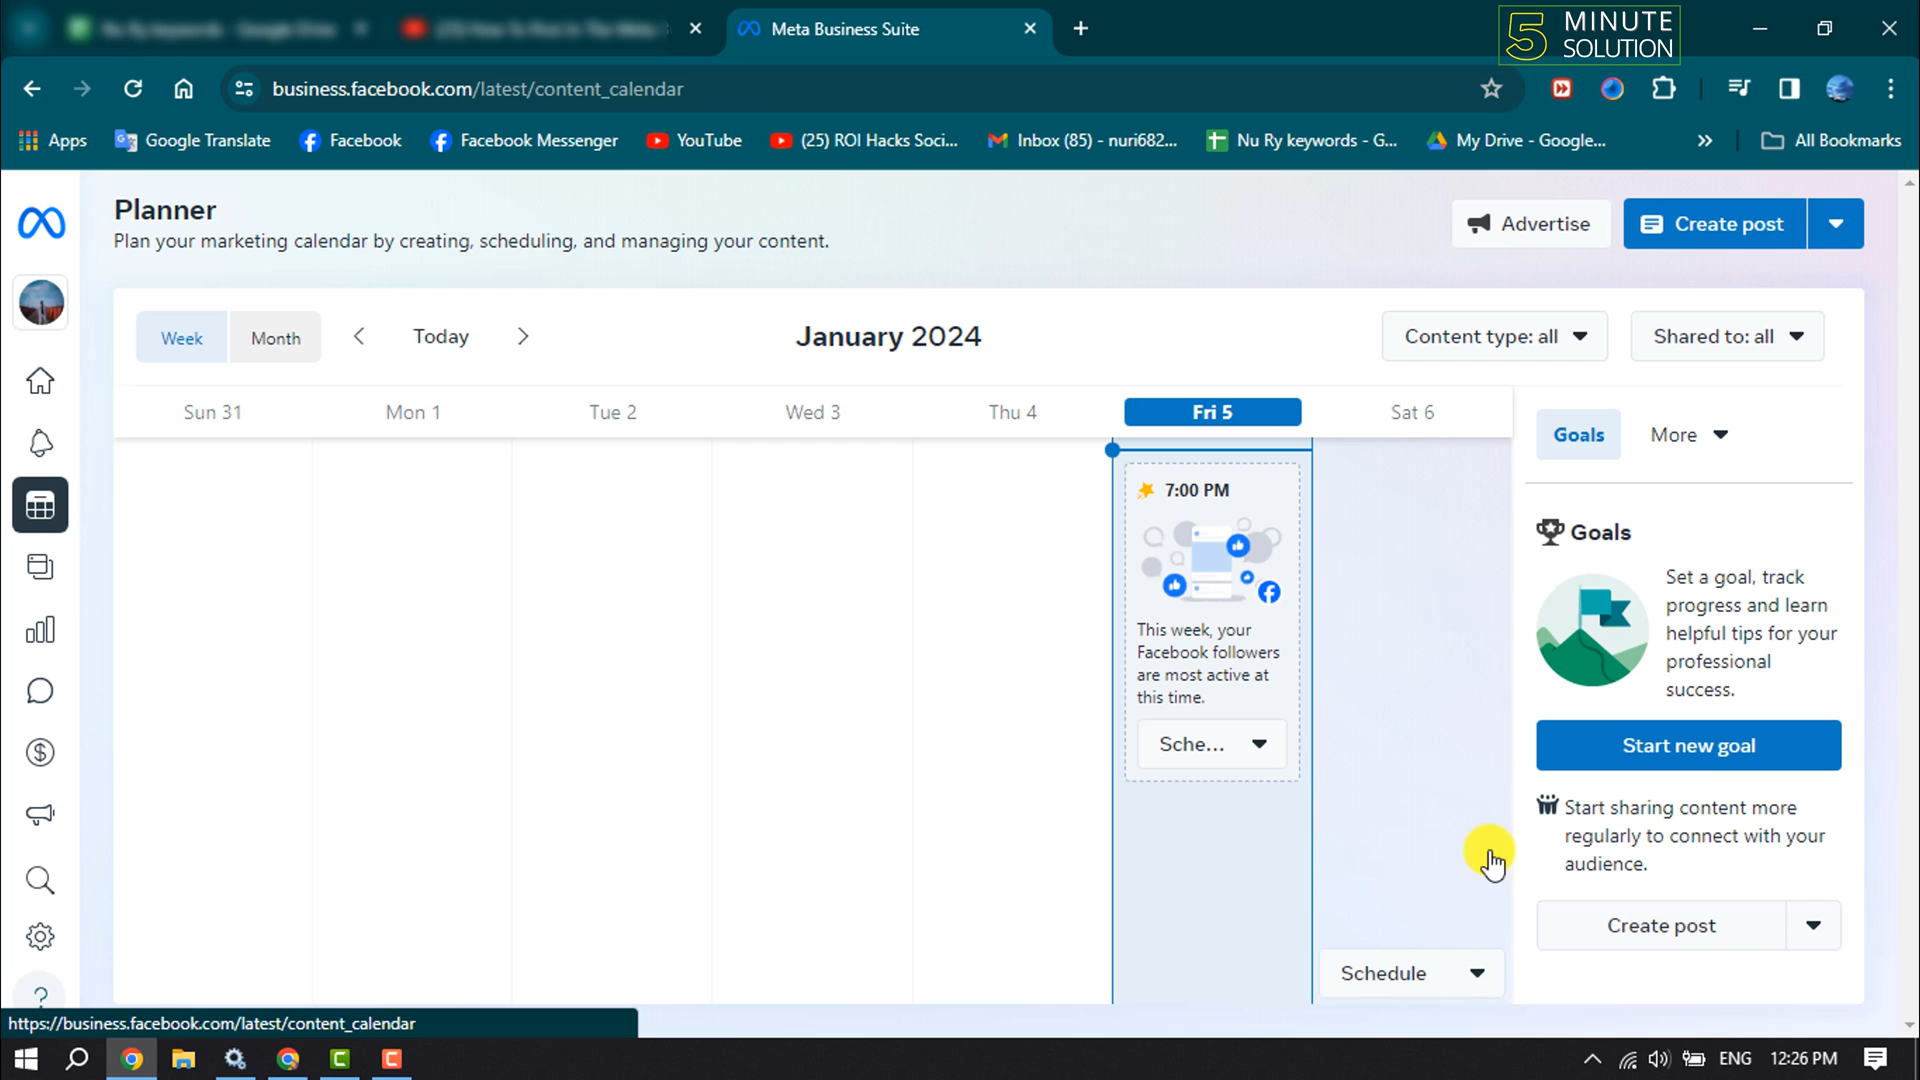 Meta Business Suite
5 MINUTE SOLUTION
business.facebook.com/latest/content_calendar
Apps
Google Translate
Facebook
Facebook Messenger
YouTube
(25) ROI Hacks Soci...
Inbox (85) - nuri682...
Nu Ry keywords - G...
My Drive - Google...
All Bookmarks
Planner
Plan your marketing calendar by creating, scheduling, and managing your content.
Advertise
Create post
Week
Month
Today
January 2024
Content type: all
Shared to: all
Sun 31
Mon 1
Tue 2
Wed 3
Thu 4
Fri 5
Sat 6
Goals
More
7:00 PM
This week, your
Facebook followers
are most active at
this time.
Sche...
Schedule
Goals
Set a goal, track
progress and learn
helpful tips for your
professional
success.
Start new goal
Start sharing content more
regularly to connect with your
audience.
Create post
https://business.facebook.com/latest/content_calendar
ENG
12:26 PM